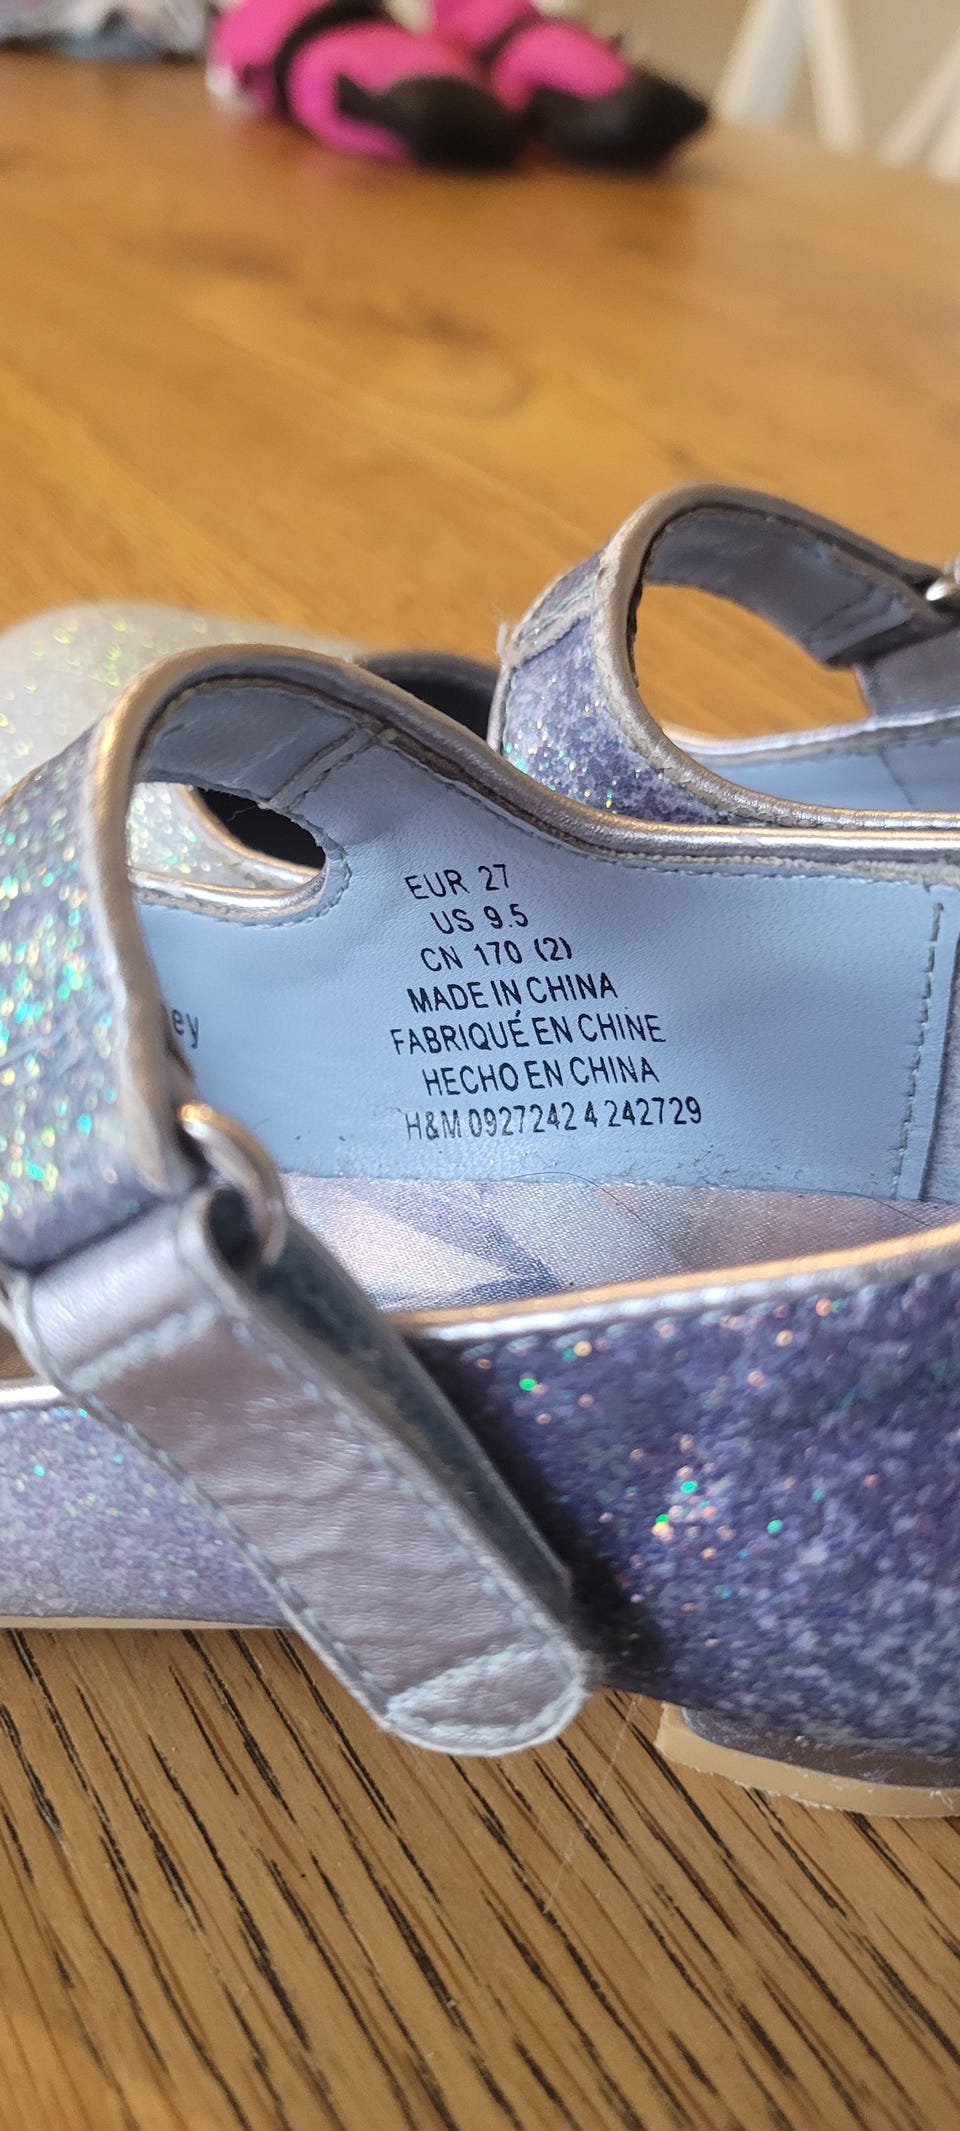 EUR 27
US 9.5
CN 170 (2)
MADE IN CHINA
FABRIQUÉ EN CHINE
HECHO EN CHINA
H&M 0927242 4 242729
ey